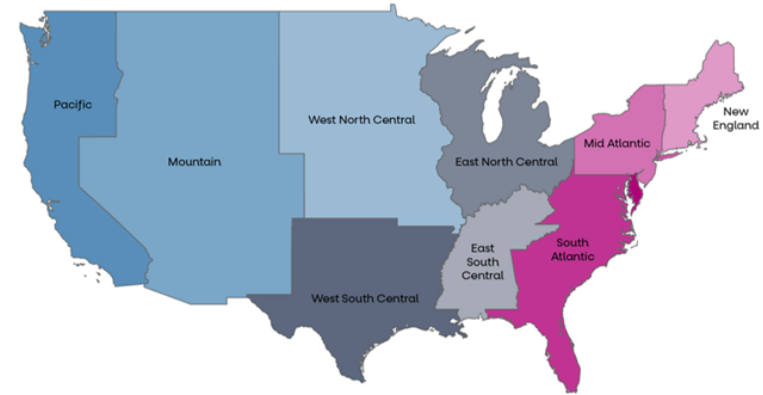 Pacific
Mountain
West North Central
East North Central
Mid Atlantic
New
England
West South Central
East
South
Central
South
Atlantic